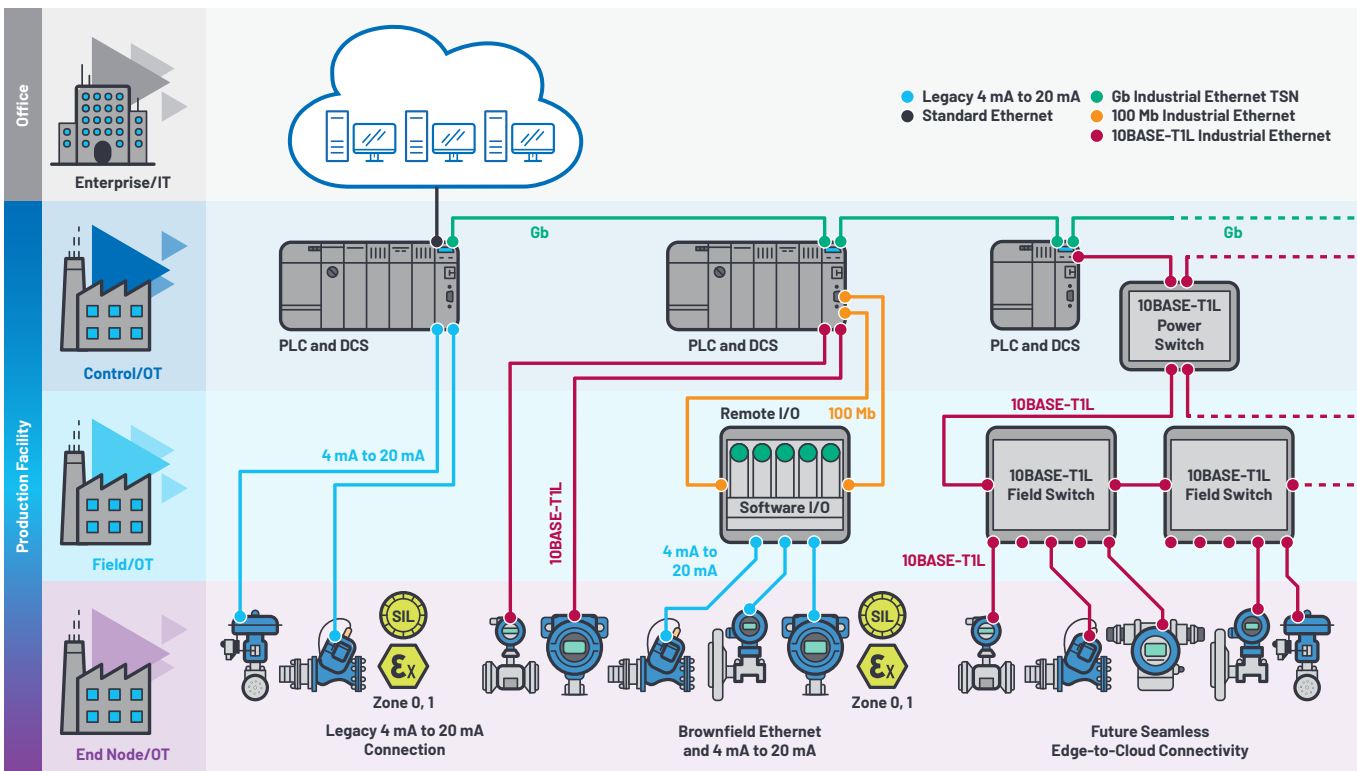 Office
Enterprise/IT
Legacy 4 mA to 20 mA
Standard Ethernet
Gb Industrial Ethernet TSN
100 Mb Industrial Ethernet
10BASE-T1L Industrial Ethernet
Production Facility
Control/OT
Gb
Gb
PLC and DCS
PLC and DCS
PLC and DCS
10BASE-T1L
Power
Switch
Field/OT
4 mA to 20 mA
10BASE-T1L
Remote I/O
100 Mb
Software I/O
4 mA to
20 mA
10BASE-T1L
10BASE-T1L
Field Switch
10BASE-T1L
Field Switch
10BASE-T1L
End Node/OT
SIL
εx
Zone 0, 1
Legacy 4 mA to 20 mA
Connection
SIL
εx
Zone 0, 1
Brownfield Ethernet
and 4 mA to 20 mA
Future Seamless
Edge-to-Cloud Connectivity